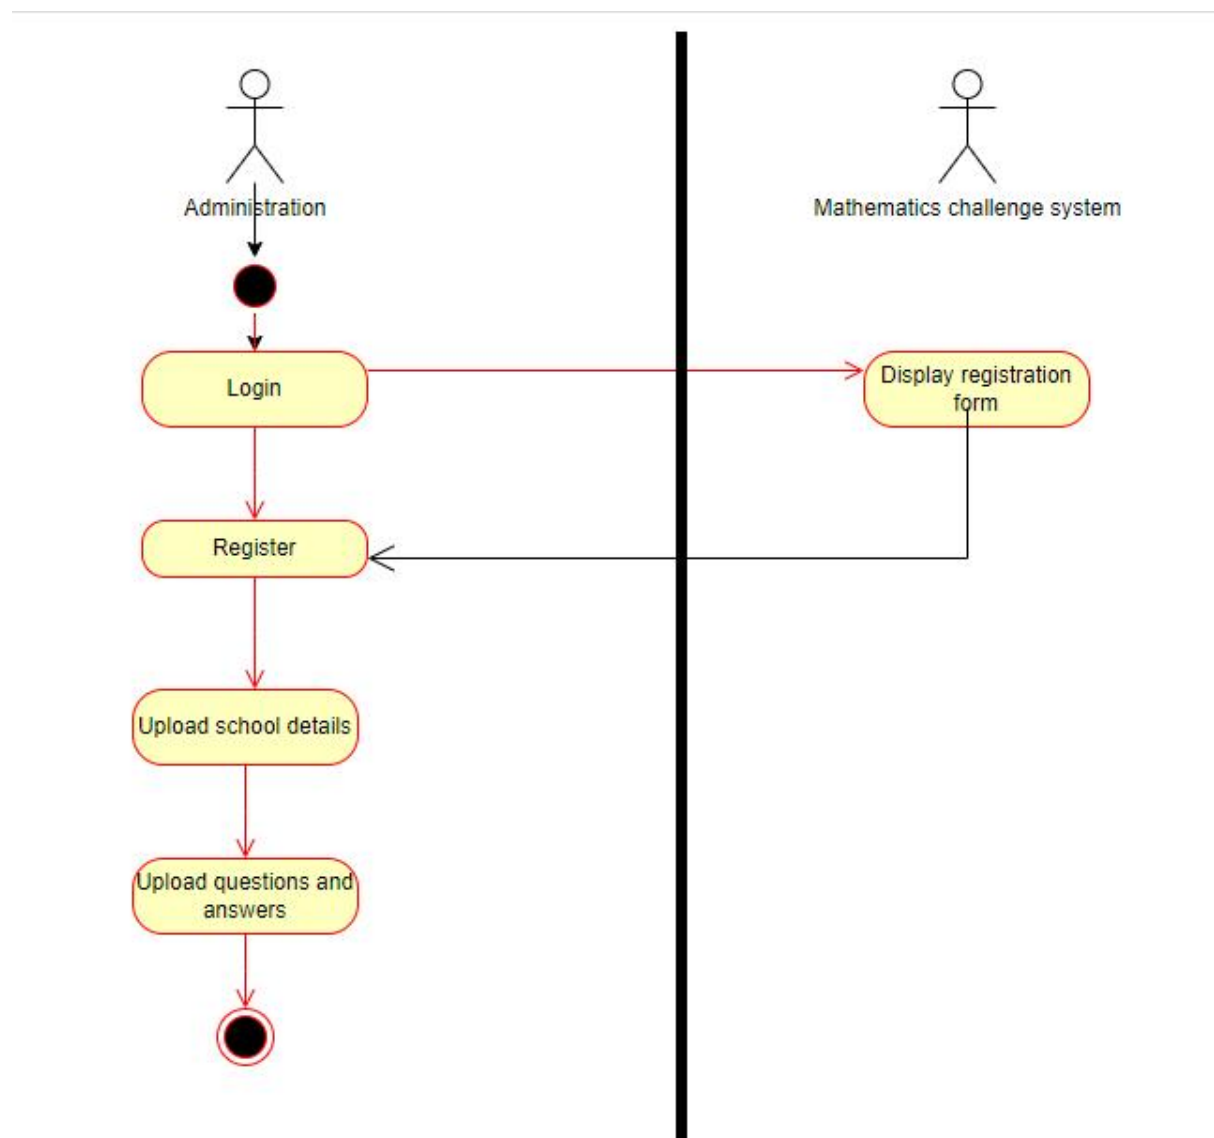 Administration
Mathematics challenge system
Login
Display registration
form
Register
Upload school details
Upload questions and
answers